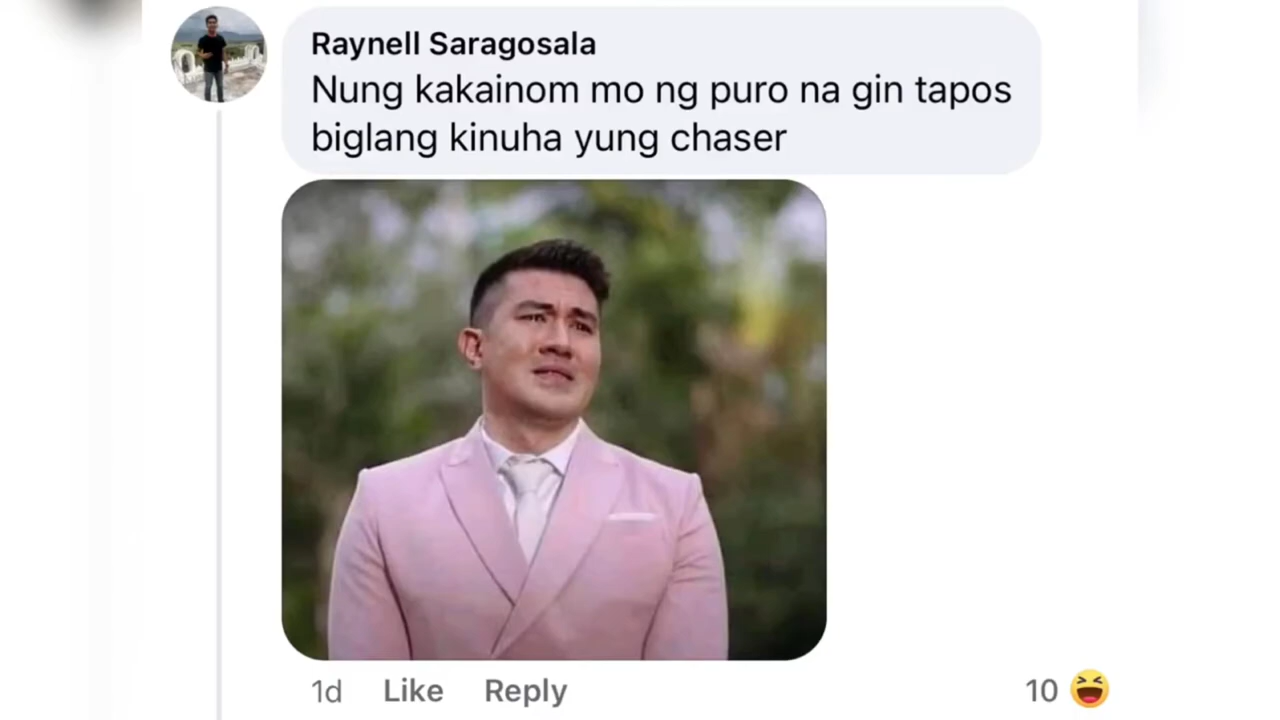 Raynell Saragosala
Nung kakainom mo ng puro na gin tapos
biglang kinuha yung chaser
1d Like Reply 10